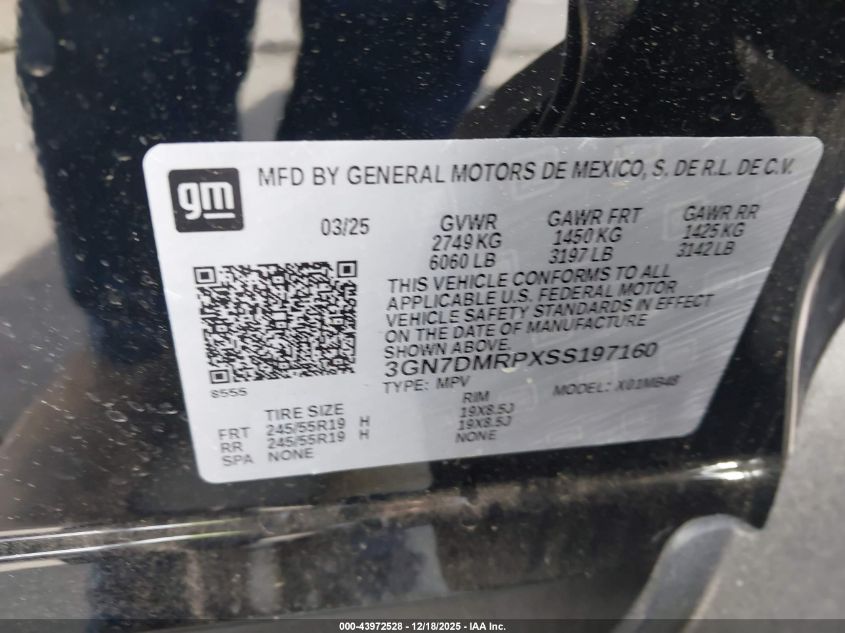 gm
MFD BY GENERAL MOTORS DE MEXICO, S. DE R.L. DE C.V.
03/25 GVWR GAWR FRT GAWR RR
2749 KG 1450 KG 1425 KG
6060 LB 3197 LB 3142 LB
THIS VEHICLE CONFORMS TO ALL
APPLICABLE U.S. FEDERAL MOTOR
VEHICLE SAFETY STANDARDS IN EFFECT
ON THE DATE OF MANUFACTURE
SHOWN ABOVE.
3GN7DMRPXSS197160
TYPE: MPV MODEL: X01MB48
S555
TIRE SIZE RIM
FRT 245/55R19 H 19X8.5J
RR 245/55R19 H 19X8.5J
SPA NONE NONE
000-43972528 - 12/18/2025 - IAA Inc.